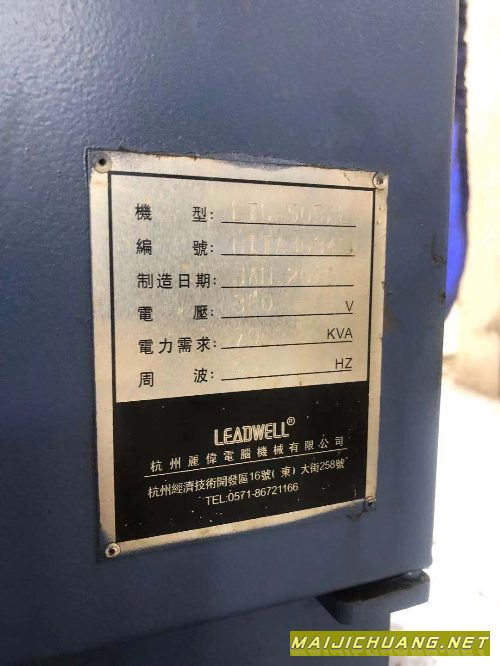 機 型:
編 號:
制造日期: JAN.
電 壓: 380 V
電力需求: KVA
周 波: HZ
LEADWELL®
杭州麗偉電腦機械有限公司
杭州經濟技術開發區16號(東)大街258號
TEL:0571-86721166
MAIJICHUANG.NET